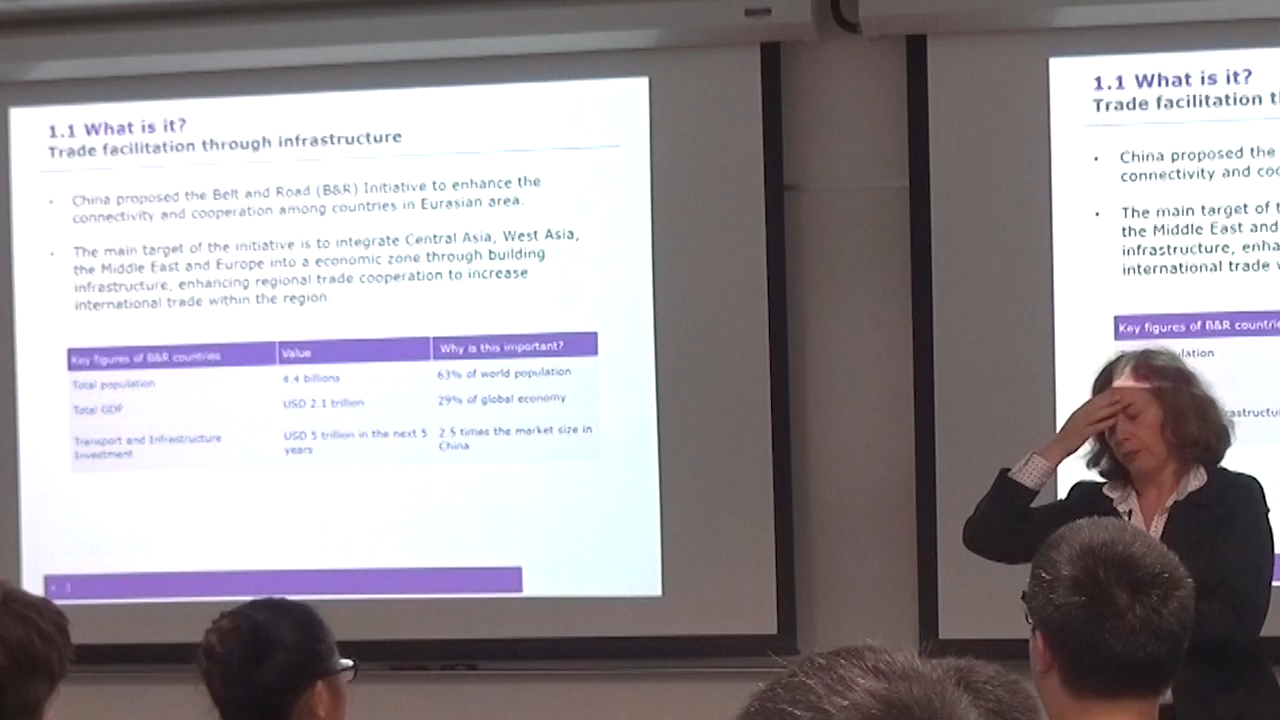 1.1 What is it?
Trade facilitation through infrastructure
• China proposed the Belt and Road (B&R) Initiative to enhance the
connectivity and cooperation among countries in Eurasian area.
• The main target of the initiative is to integrate Central Asia, West Asia,
the Middle East and Europe into a economic zone through building
infrastructure, enhancing regional trade cooperation to increase
international trade within the region.
Key figures of B&R countries Value Why is this important?
Total population 4.4 billions 63% of world population
Total GDP USD 2.1 trillion 29% of global economy
Transport and Infrastructure USD 5 trillion in the next 5 2.5 times the market size in
Investment years China
1.1 What is it?
Trade facilitation t
• China proposed the
connectivity and coo
• The main target of t
the Middle East and
infrastructure, enha
international trade
Key figures of B&R countrie
ulation
rastructu